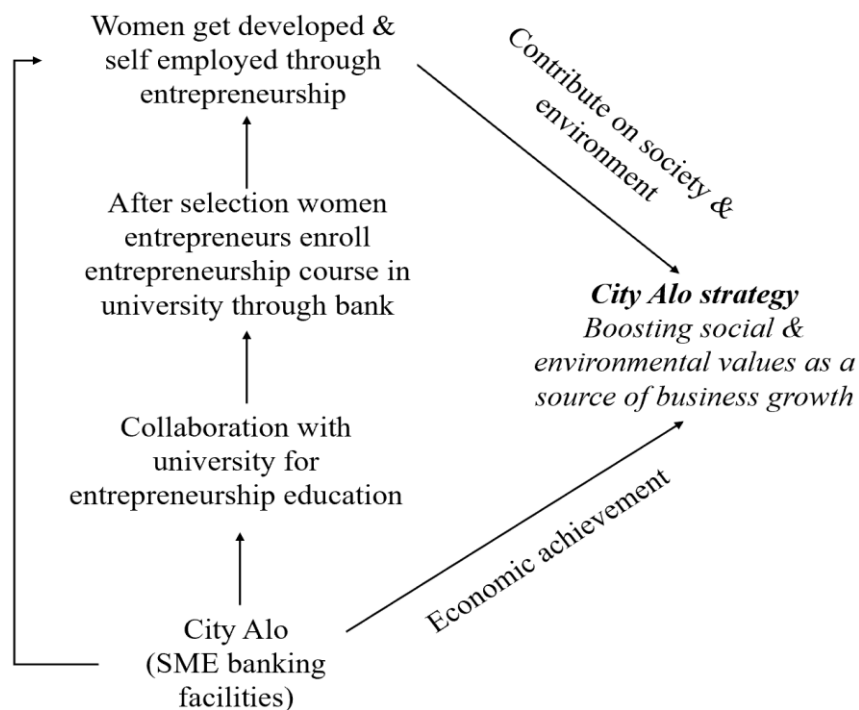 Women get developed &
self employed through
entrepreneurship
Contribute on society &
environment
After selection women
entrepreneurs enroll
entrepreneurship course in
university through bank
City Alo strategy
Boosting social &
environmental values as a
source of business growth
Collaboration with
university for
entrepreneurship education
Economic achievement
City Alo
(SME banking
facilities)